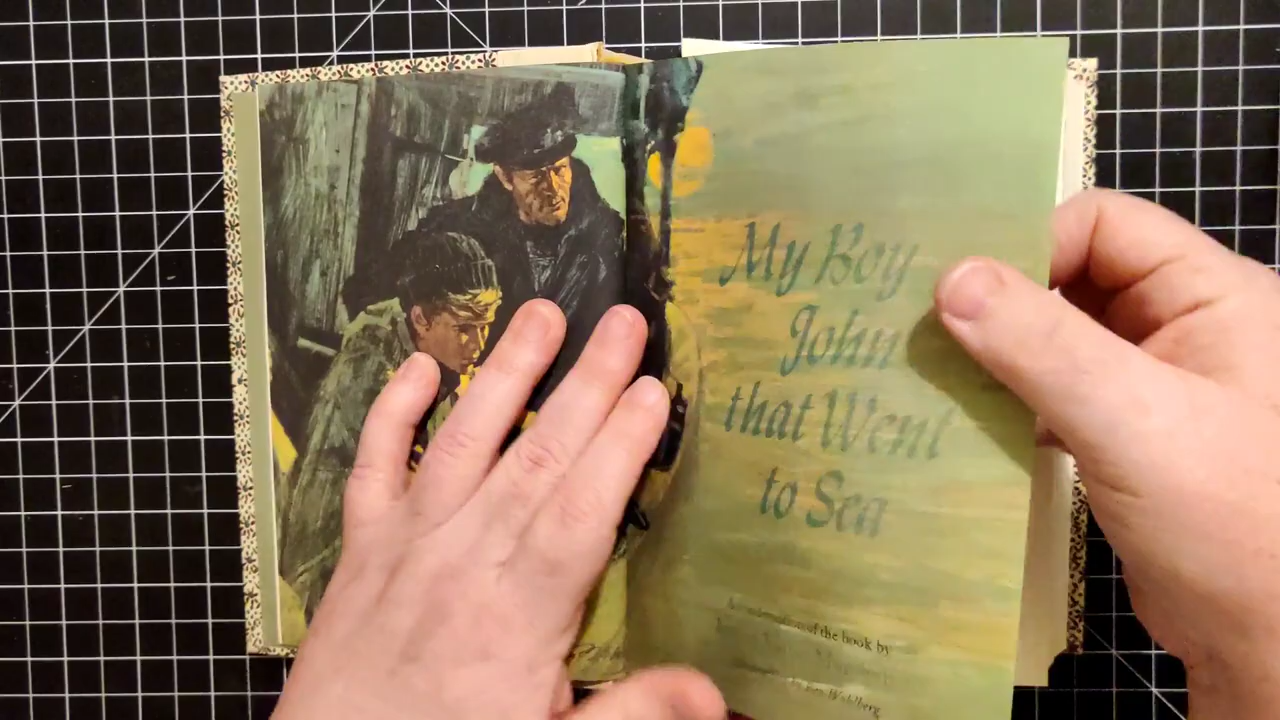 My Boy
John
that Went
to Sea
of the book by